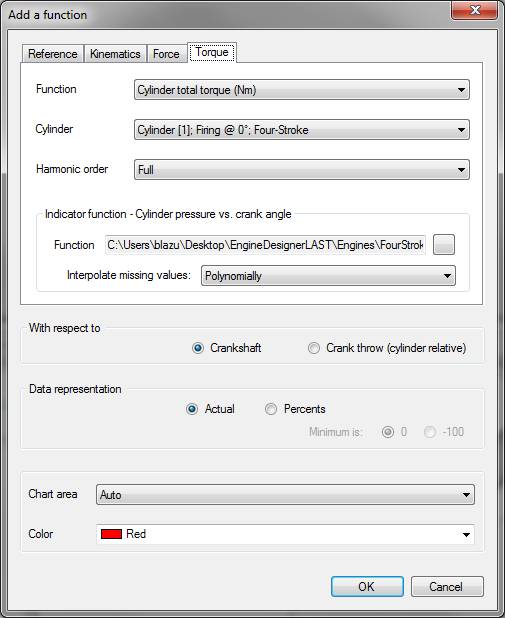 Add a function
Reference Kinematics Force Torque
Function Cylinder total torque (Nm)
Cylinder Cylinder [1]; Firing @ 0°; Four-Stroke
Harmonic order Full
Indicator function - Cylinder pressure vs. crank angle
Function C:\Users\blazu\Desktop\EngineDesignerLAST\Engines\FourStrok
Interpolate missing values: Polynomially
With respect to
Crankshaft Crank throw (cylinder relative)
Data representation
Actual Percents
Minimum is: 0 -100
Chart area Auto
Color Red
OK Cancel